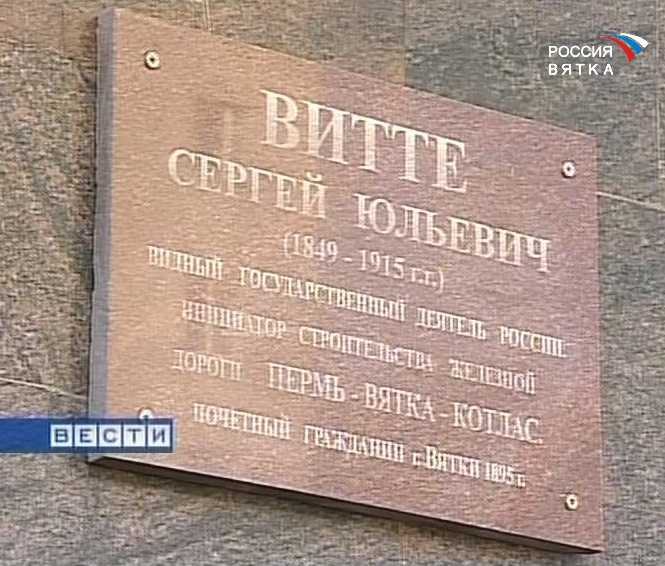 РОССИЯ
ВЯТКА
ВИТТЕ
СЕРГЕЙ ЮЛЬЕВИЧ
(1849 - 1915 г.г.)
ВИДНЫЙ ГОСУДАРСТВЕННЫЙ ДЕЯТЕЛЬ РОССИИ.
ИНИЦИАТОР СТРОИТЕЛЬСТВА ЖЕЛЕЗНОЙ
ДОРОГИ ПЕРМЬ - ВЯТКА - КОТЛАС.
ПОЧЕТНЫЙ ГРАЖДАНИН г. ВЯТКИ 1895 г.
ВЕСТИ